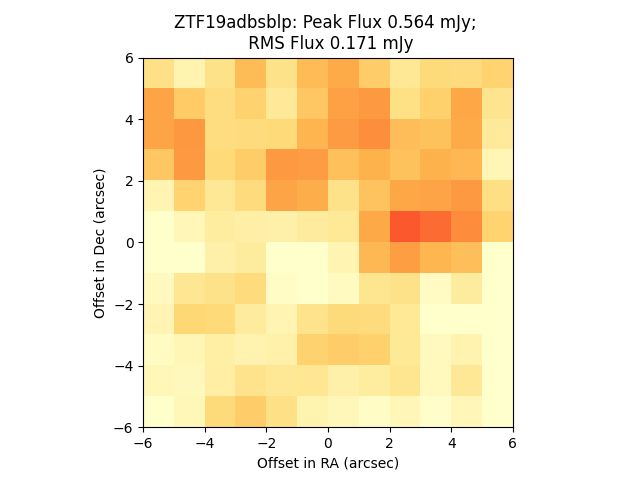 ZTF19adbsblp: Peak Flux 0.564 mJy;
RMS Flux 0.171 mJy
6
4
2
0
−2
−4
−6
Offset in Dec (arcsec)
−6 −4 −2 0 2 4 6
Offset in RA (arcsec)